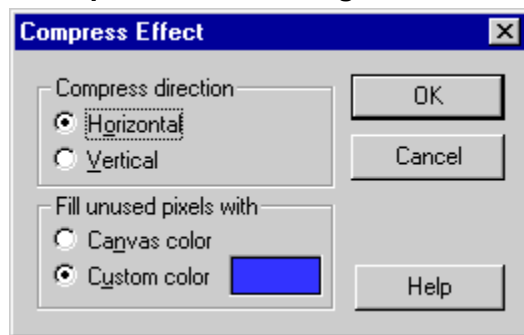 Compress Effect
Compress direction
Horizontal
Vertical
OK
Cancel
Fill unused pixels with
Canvas color
Custom color
Help